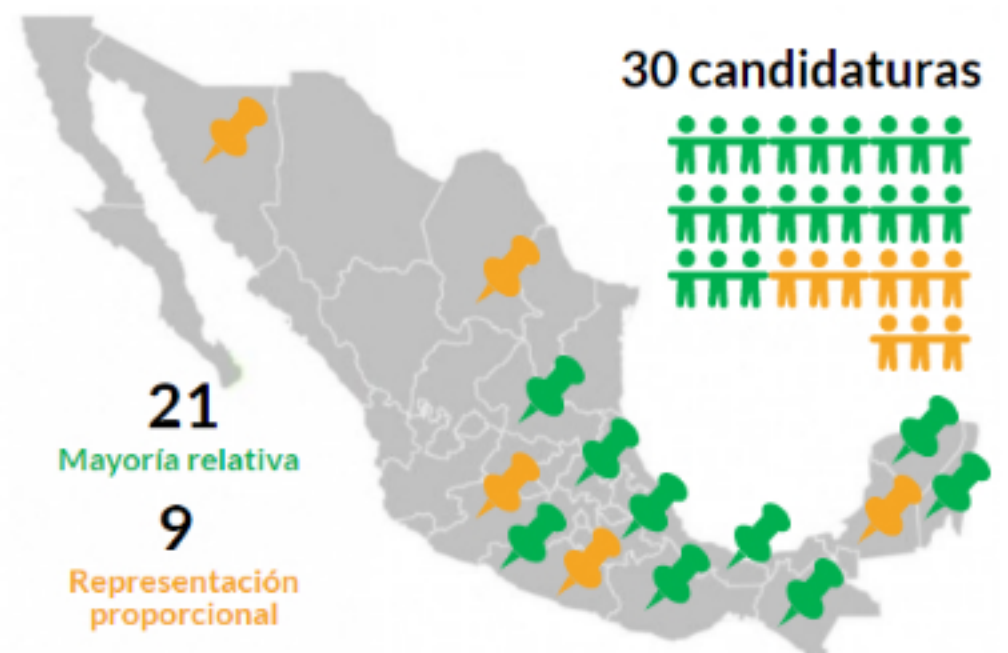 30 candidaturas
21
Mayoría relativa
9
Representación
proporcional